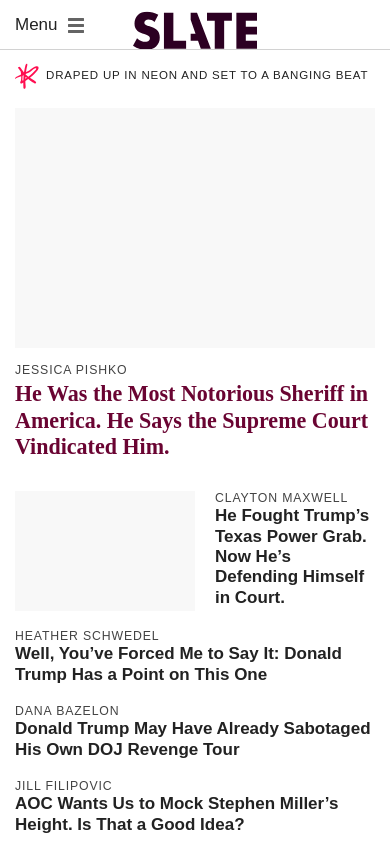 Menu
SLATE
DRAPED UP IN NEON AND SET TO A BANGING BEAT
JESSICA PISHKO
He Was the Most Notorious Sheriff in
America. He Says the Supreme Court
Vindicated Him.
CLAYTON MAXWELL
He Fought Trump’s
Texas Power Grab.
Now He’s
Defending Himself
in Court.
HEATHER SCHWEDEL
Well, You’ve Forced Me to Say It: Donald
Trump Has a Point on This One
DANA BAZELON
Donald Trump May Have Already Sabotaged
His Own DOJ Revenge Tour
JILL FILIPOVIC
AOC Wants Us to Mock Stephen Miller’s
Height. Is That a Good Idea?